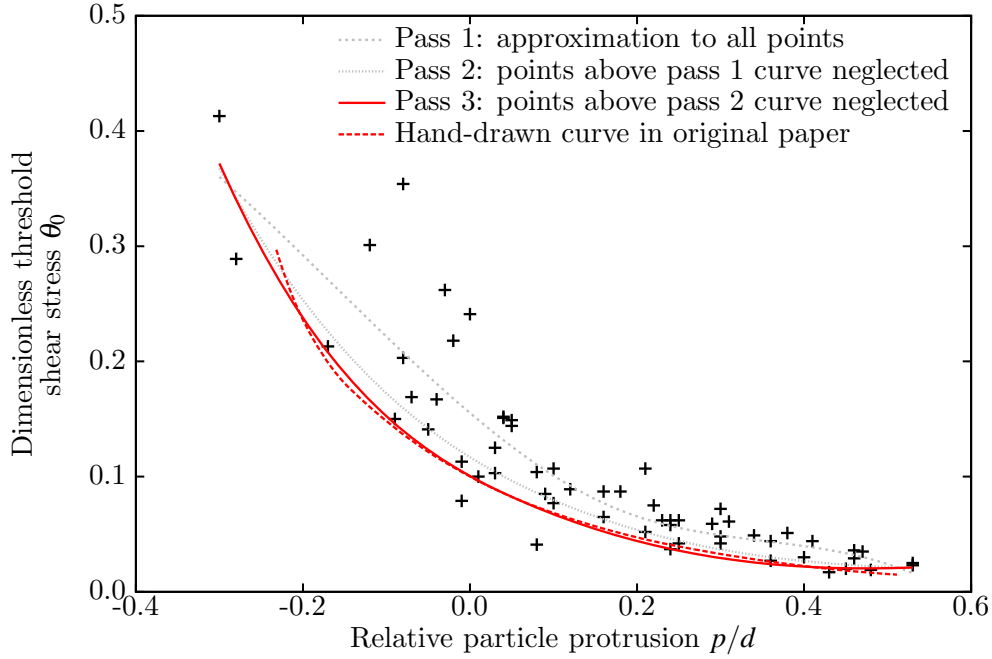 0.5
Pass 1: approximation to all points
Pass 2: points above pass 1 curve neglected
Pass 3: points above pass 2 curve neglected
Hand-drawn curve in original paper
0.4
0.3
0.2
0.1
0.0
Dimensionless threshold
shear stress θ₀
-0.4
-0.2
0.0
0.2
0.4
0.6
Relative particle protrusion p/d